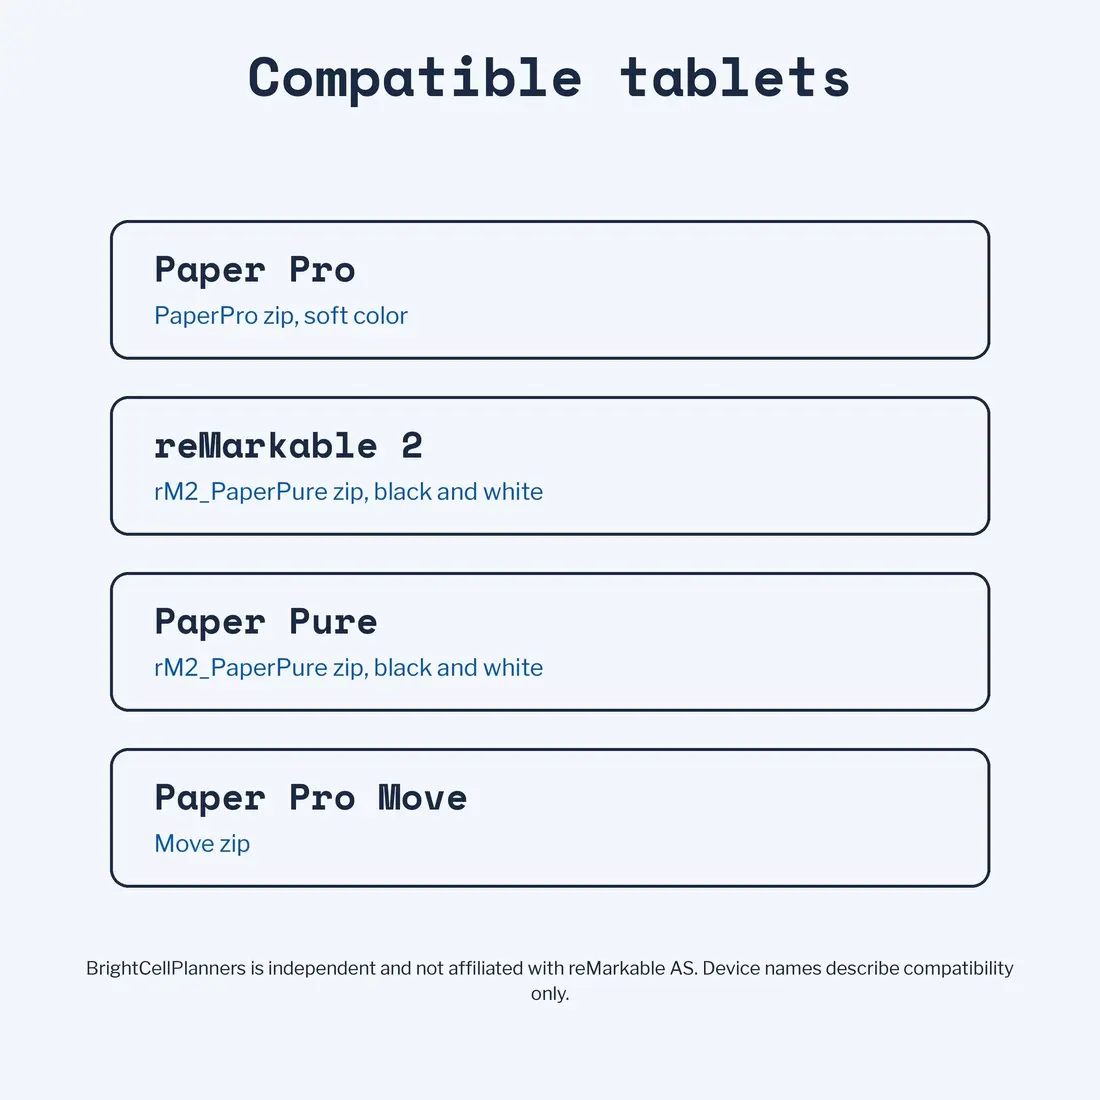 Compatible tablets
Paper Pro
PaperPro zip, soft color
reMarkable 2
rM2_PaperPure zip, black and white
Paper Pure
rM2_PaperPure zip, black and white
Paper Pro Move
Move zip
BrightCellPlanners is independent and not affiliated with reMarkable AS. Device names describe compatibility
only.